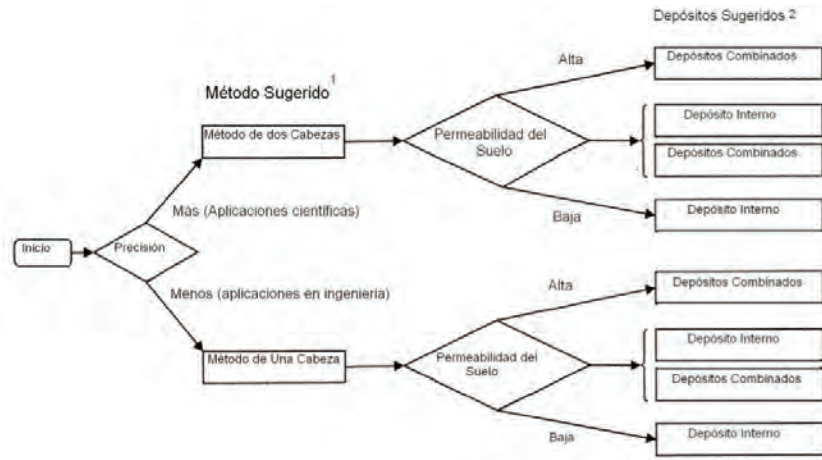 Depósitos Sugeridos 2
Alta
Depósitos Combinados
Método Sugerido 1
Depósito Interno
Método de dos Cabezas
Permeabilidad del
Suelo
Depósitos Combinados
Más (Aplicaciones científicas)
Baja
Depósito Interno
Inicio
Precisión
Menos (aplicaciones en ingeniería)
Alta
Depósitos Combinados
Depósito Interno
Método de Una Cabeza
Permeabilidad del
Suelo
Depósitos Combinados
Baja
Depósito Interno